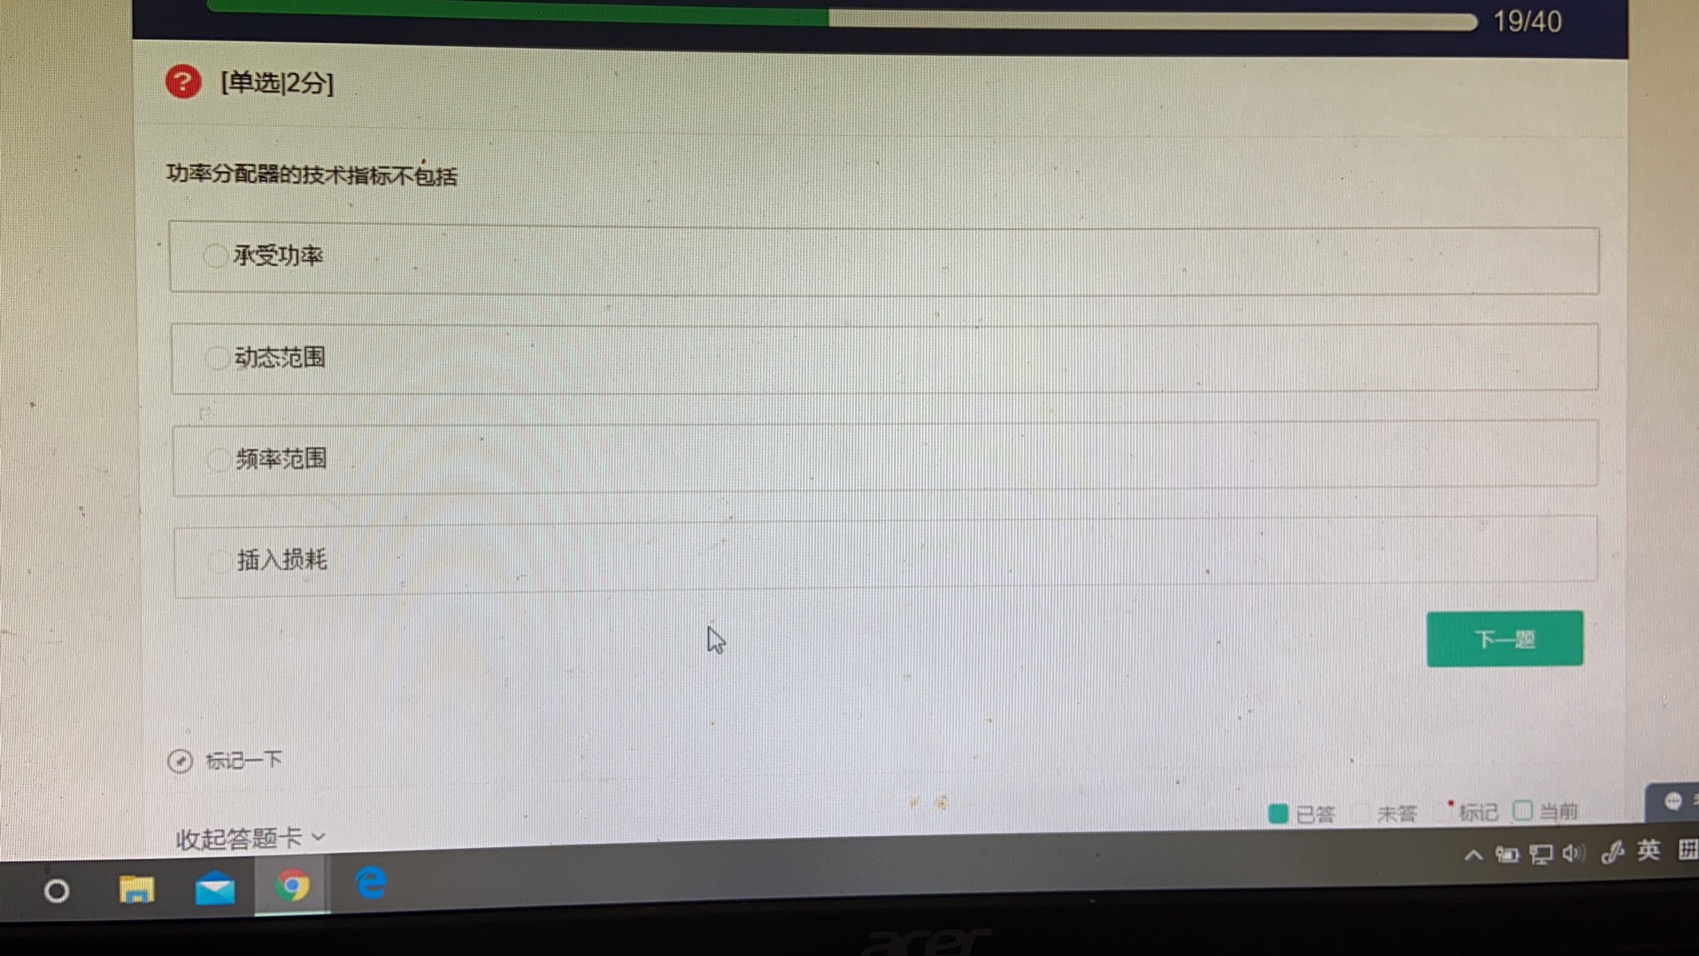 19/40
[单选|2分]
功率分配器的技术指标不包括
承受功率
动态范围
频率范围
插入损耗
下一题
标记一下
已答 未答 标记 当前
收起答题卡
英 拼
acer